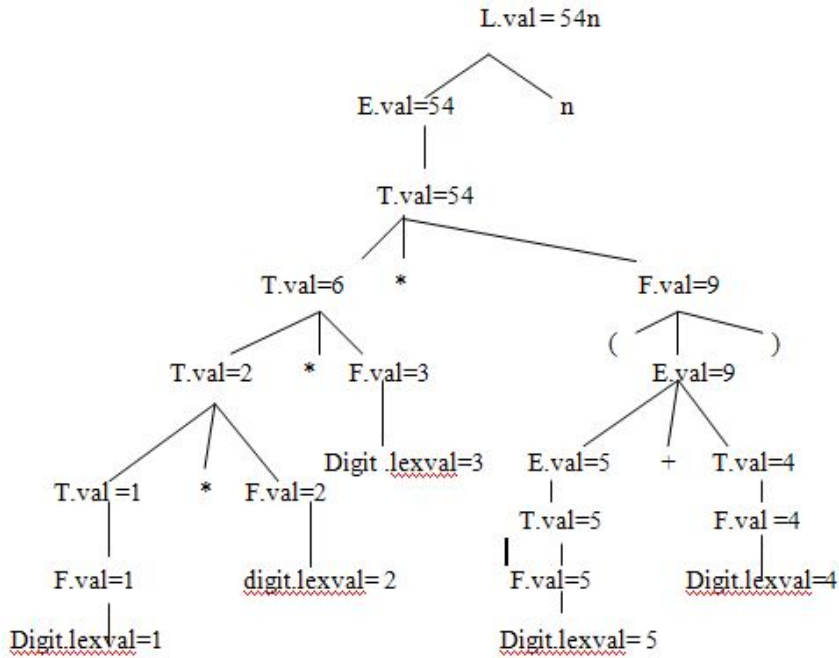 L.val = 54n
E.val=54 n
T.val=54
T.val=6 * F.val=9
( )
T.val=2 * F.val=3 E.val=9
Digit .lexval=3 E.val=5 + T.val=4
T.val =1 * F.val=2
T.val=5 F.val =4
F.val=1 digit.lexval= 2 F.val=5 Digit.lexval=4
Digit.lexval=1 Digit.lexval= 5